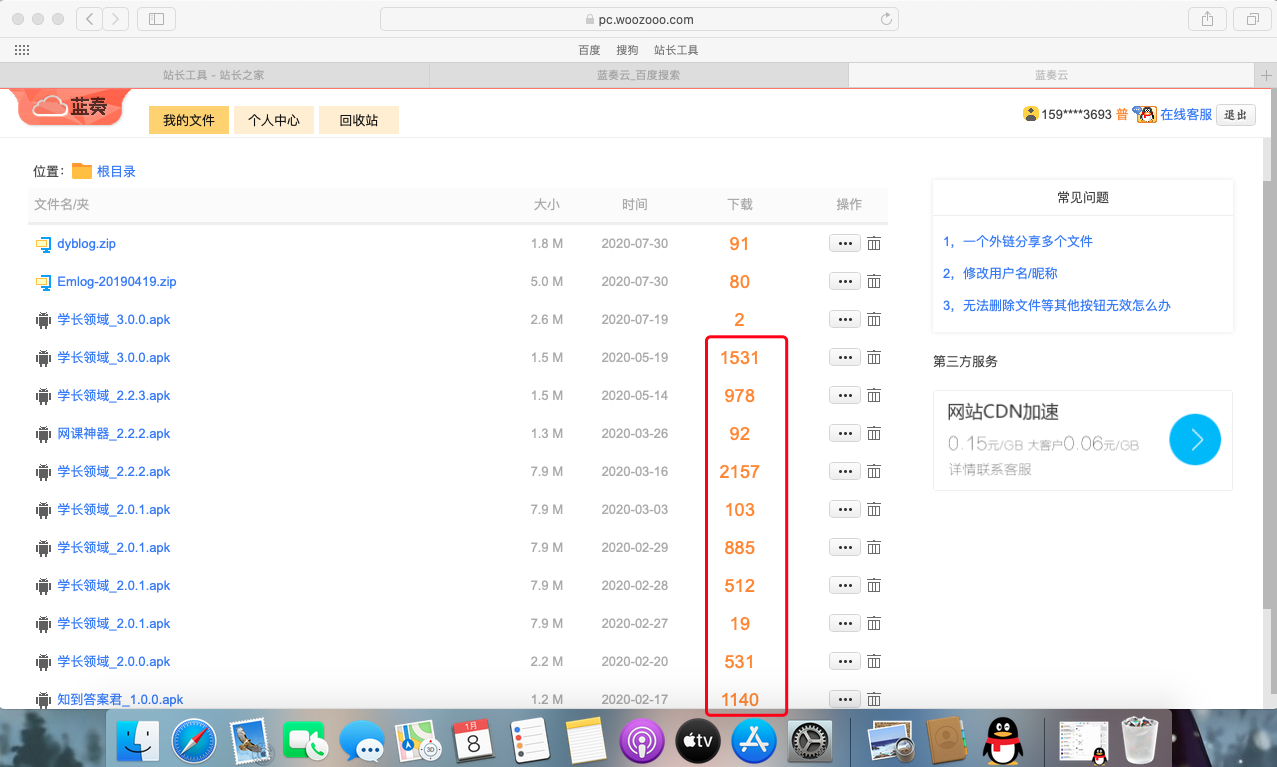 pc.woozooo.com
百度 搜狗 站长工具
站长工具 - 站长之家 蓝奏云_百度搜索 蓝奏云
蓝奏 我的文件 个人中心 回收站 159****3693 普 在线客服 退出
位置： 根目录
文件名/夹 大小 时间 下载 操作
dyblog.zip 1.8 M 2020-07-30 91
Emlog-20190419.zip 5.0 M 2020-07-30 80
学长领域_3.0.0.apk 2.6 M 2020-07-19 2
学长领域_3.0.0.apk 1.5 M 2020-05-19 1531
学长领域_2.2.3.apk 1.5 M 2020-05-14 978
网课神器_2.2.2.apk 1.3 M 2020-03-26 92
学长领域_2.2.2.apk 7.9 M 2020-03-16 2157
学长领域_2.0.1.apk 7.9 M 2020-03-03 103
学长领域_2.0.1.apk 7.9 M 2020-02-29 885
学长领域_2.0.1.apk 7.9 M 2020-02-28 512
学长领域_2.0.1.apk 7.9 M 2020-02-27 19
学长领域_2.0.0.apk 2.2 M 2020-02-20 531
知到答案君_1.0.0.apk 1.2 M 2020-02-17 1140
常见问题
1，一个外链分享多个文件
2，修改用户名/昵称
3，无法删除文件等其他按钮无效怎么办
第三方服务
网站CDN加速
0.15元/GB 大客户0.06元/GB
详情联系客服
1月
8
3D
tv